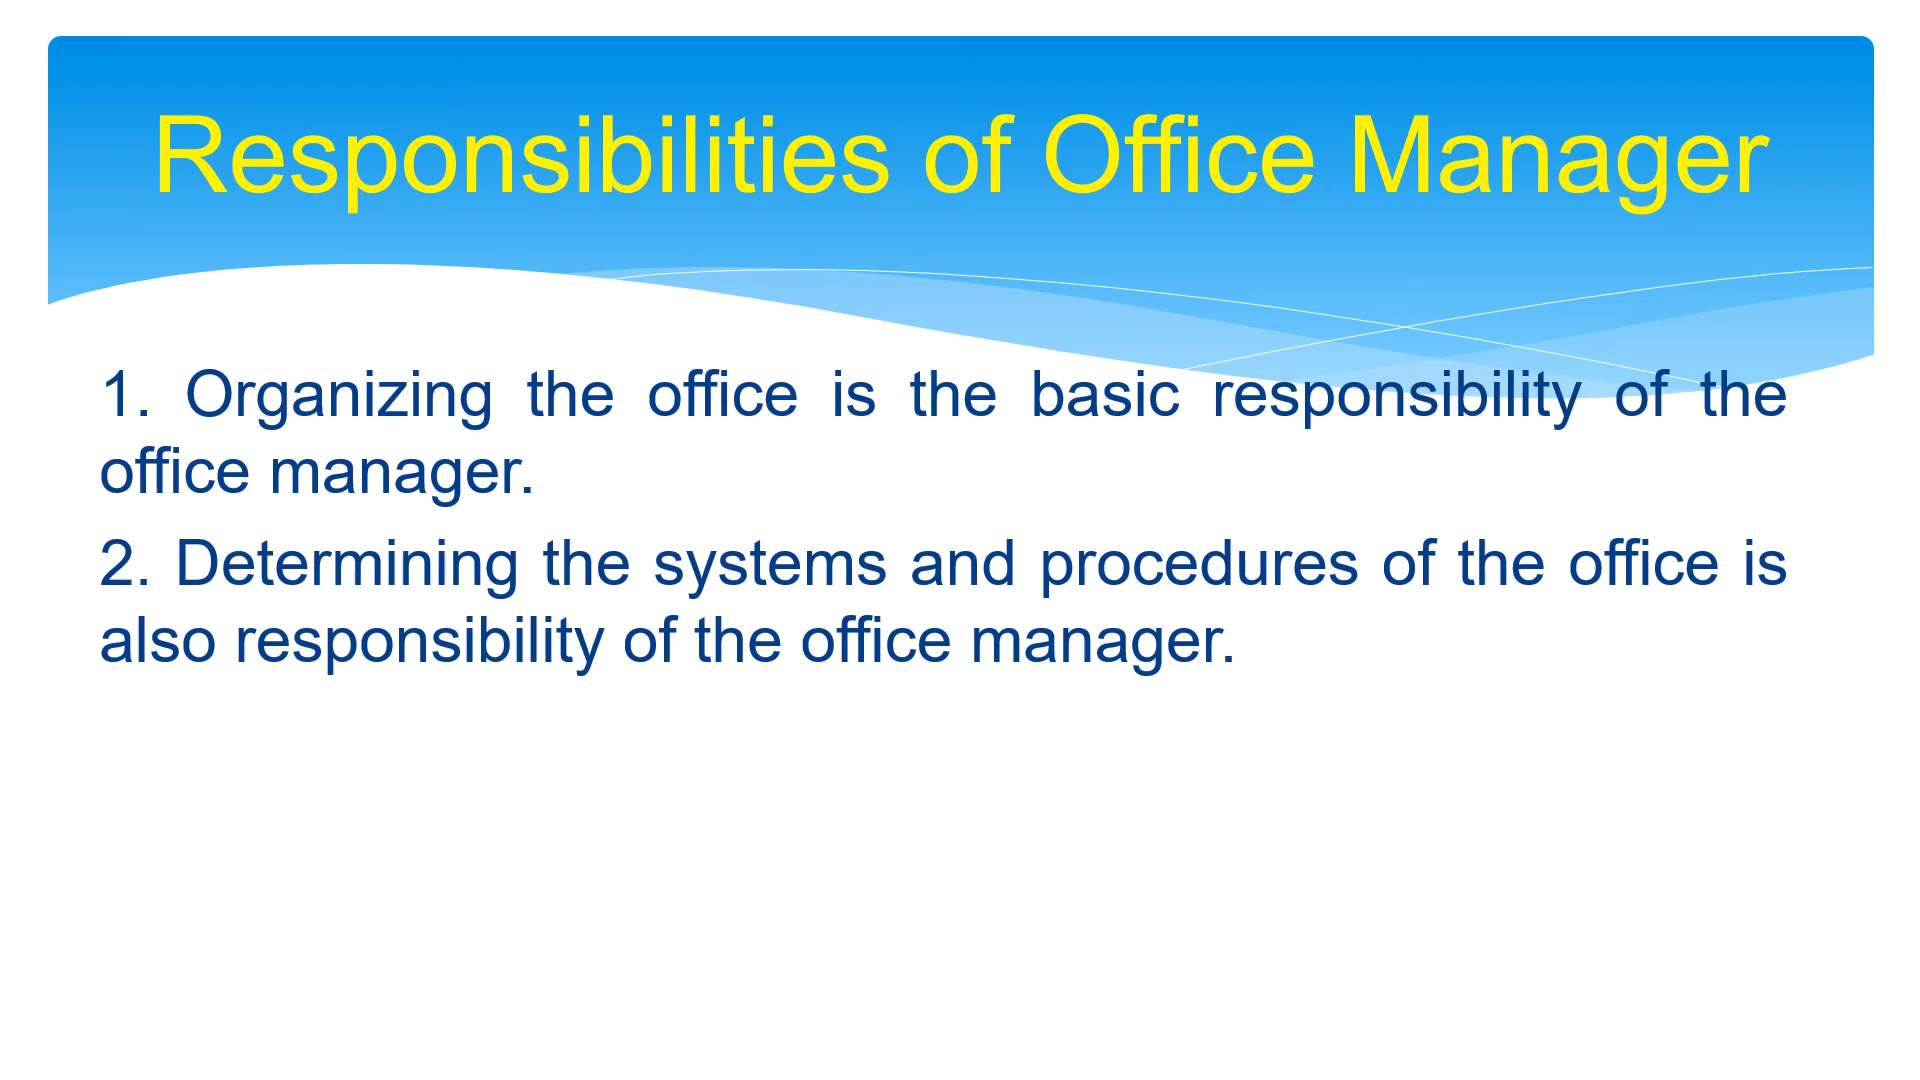 Responsibilities of Office Manager
1. Organizing the office is the basic responsibility of the
office manager.
2. Determining the systems and procedures of the office is
also responsibility of the office manager.